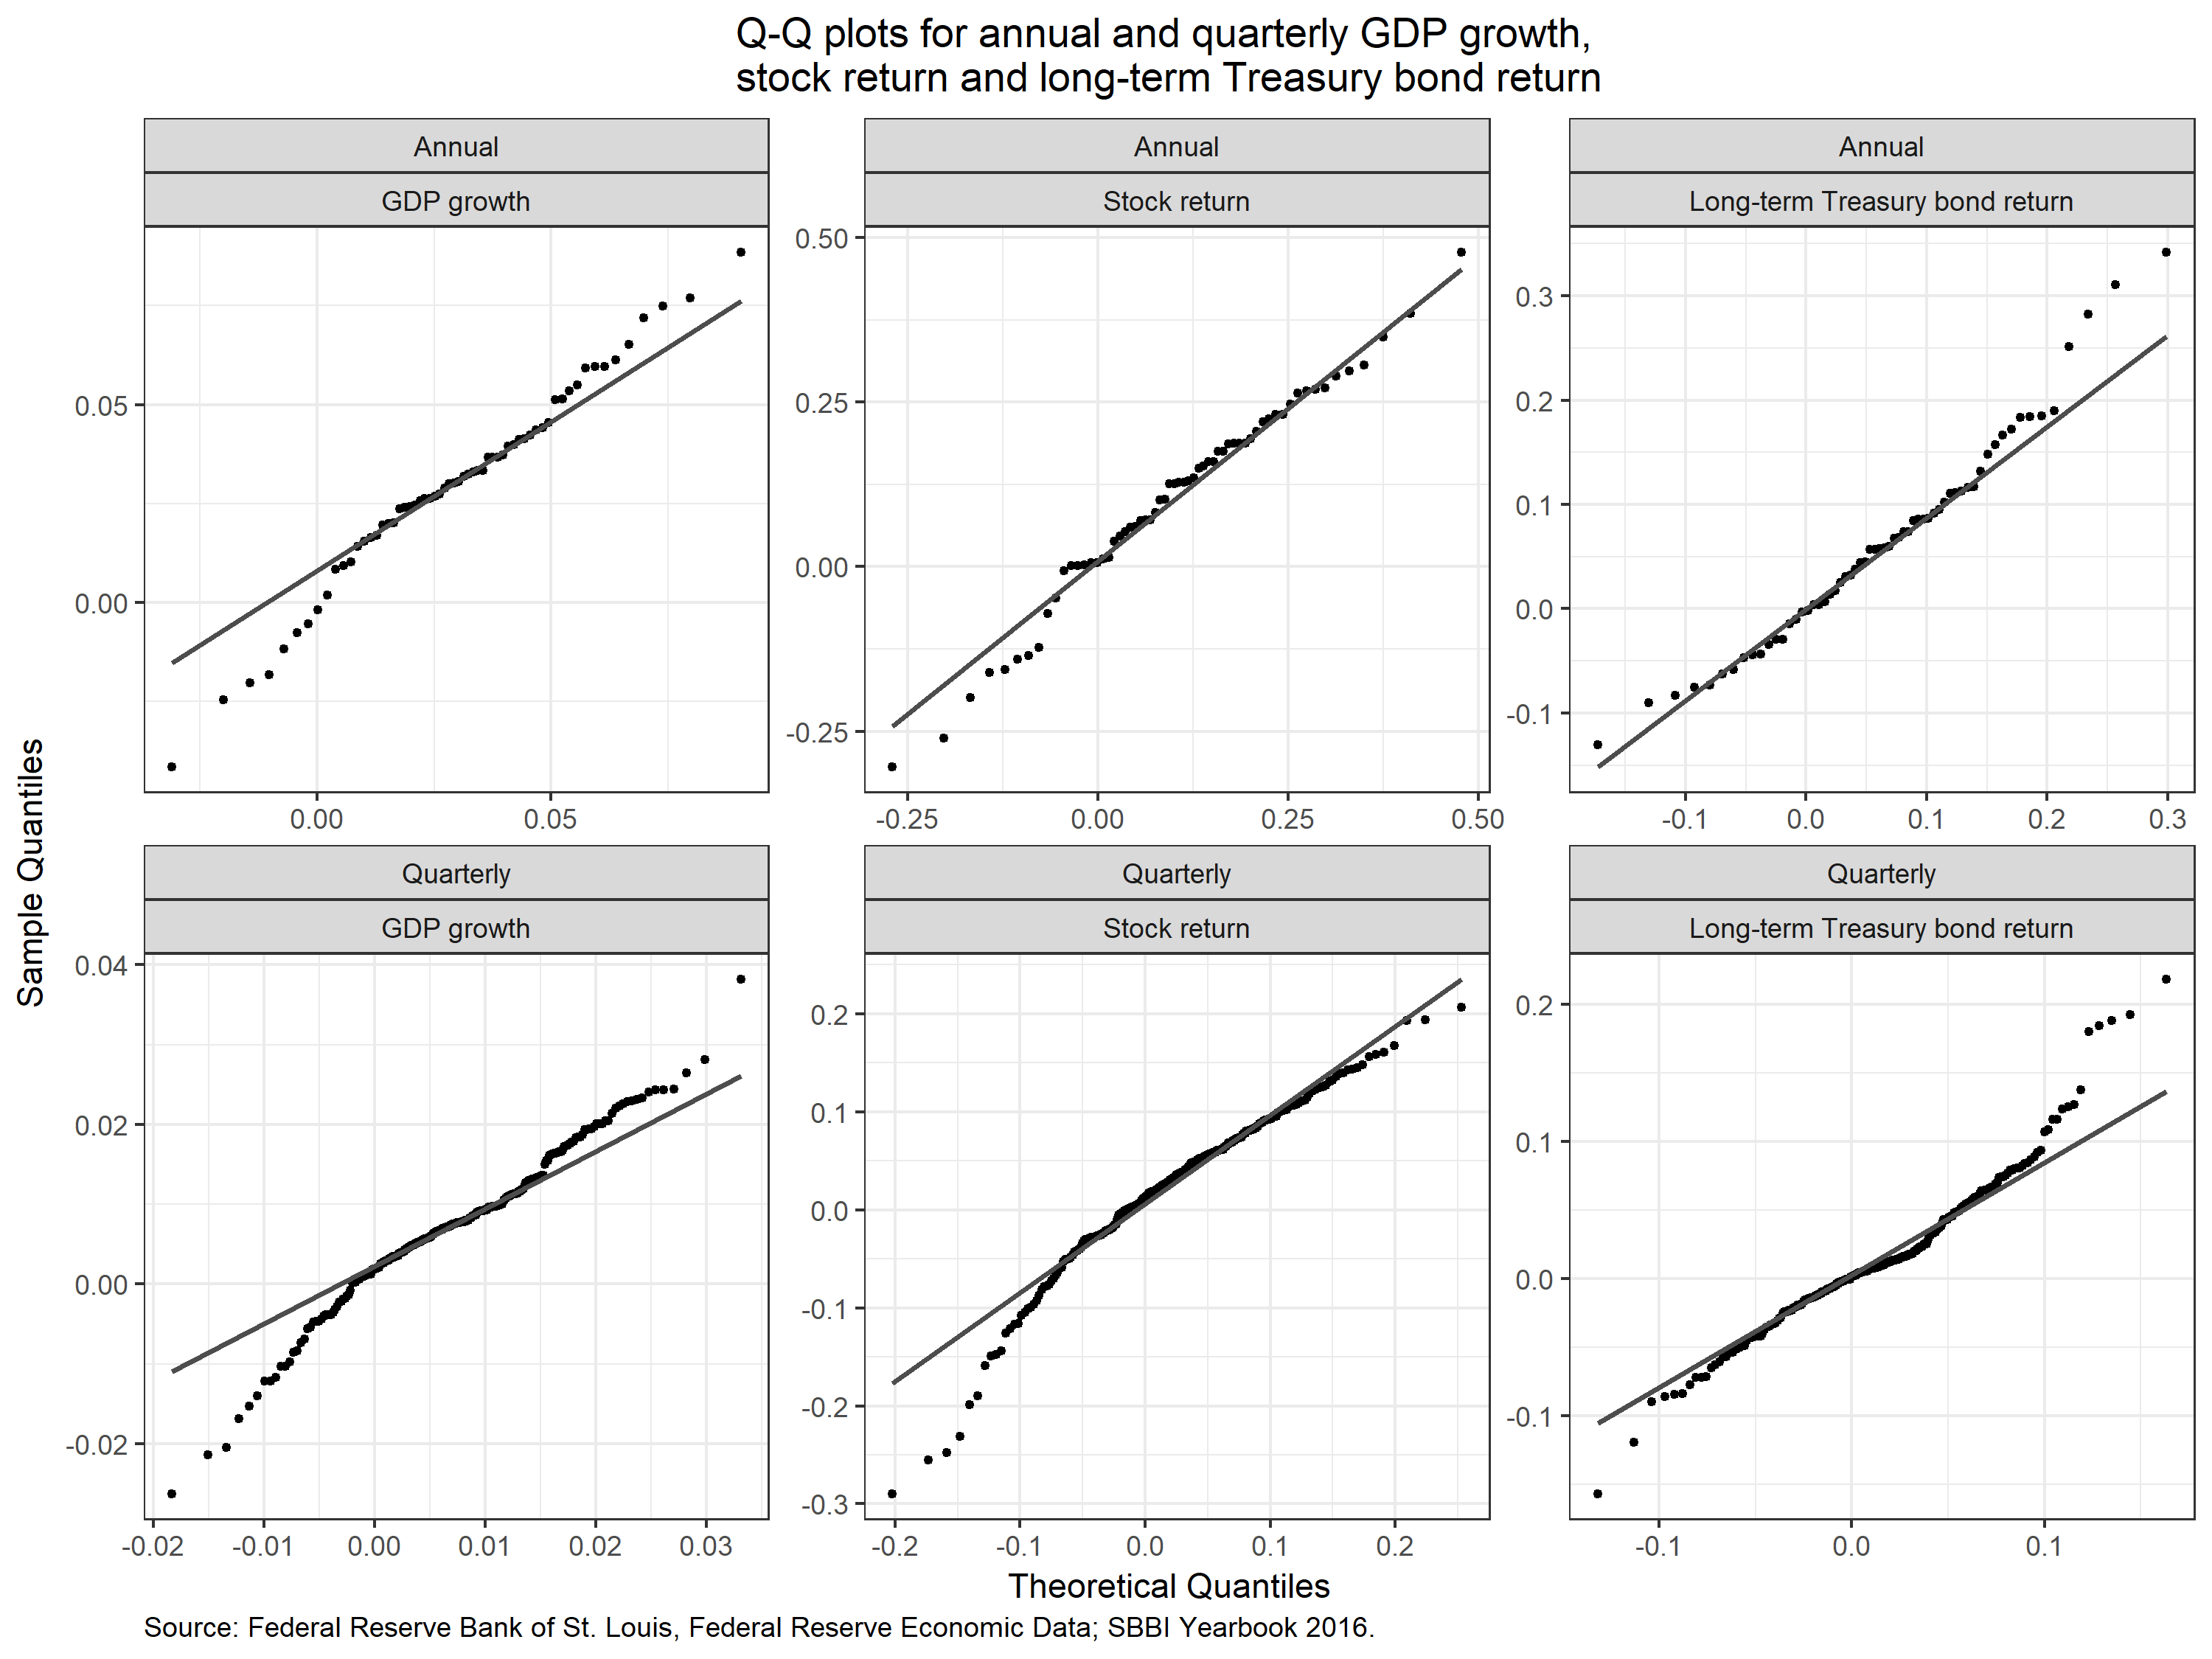 Q-Q plots for annual and quarterly GDP growth,
stock return and long-term Treasury bond return
Annual
Annual
Annual
GDP growth
Stock return
Long-term Treasury bond return
0.05
0.00
0.00
0.05
0.50
0.25
0.00
-0.25
-0.25
0.00
0.25
0.50
0.3
0.2
0.1
0.0
-0.1
-0.1
0.0
0.1
0.2
0.3
Sample Quantiles
Quarterly
Quarterly
Quarterly
GDP growth
Stock return
Long-term Treasury bond return
0.04
0.02
0.00
-0.02
-0.02
-0.01
0.00
0.01
0.02
0.03
0.2
0.1
0.0
-0.1
-0.2
-0.3
-0.2
-0.1
0.0
0.1
0.2
0.2
0.1
0.0
-0.1
-0.1
0.0
0.1
Theoretical Quantiles
Source: Federal Reserve Bank of St. Louis, Federal Reserve Economic Data; SBBI Yearbook 2016.